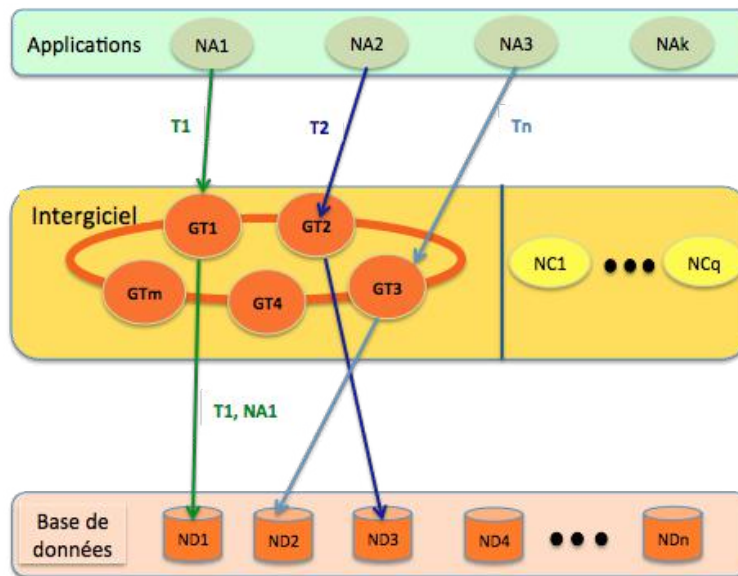 Applications
NA1
NA2
NA3
NAk
T1
T2
Tn
Intergiciel
GT1
GT2
GTm
GT4
GT3
NC1
NCq
T1, NA1
Base de
données
ND1
ND2
ND3
ND4
NDn